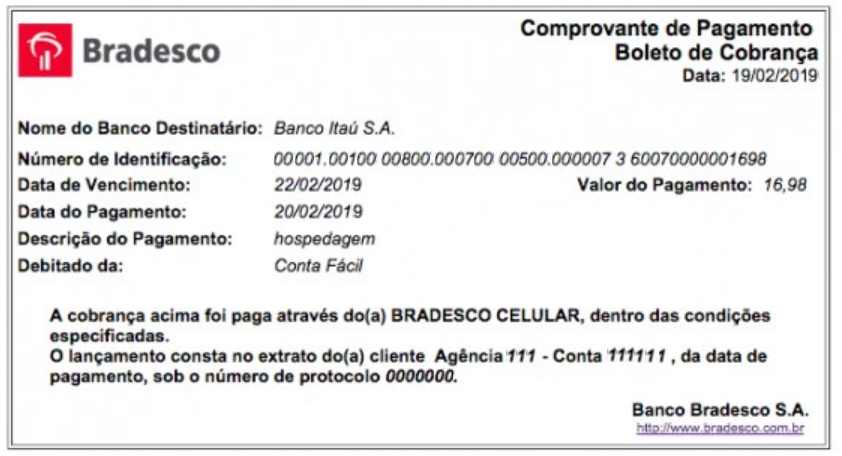 Bradesco
Comprovante de Pagamento
Boleto de Cobrança
Data: 19/02/2019
Nome do Banco Destinatário: Banco Itaú S.A.
Número de Identificação: 00001.00100 00800.000700 00500.000007 3 60070000001698
Data de Vencimento: 22/02/2019 Valor do Pagamento: 16,98
Data do Pagamento: 20/02/2019
Descrição do Pagamento: hospedagem
Debitado da: Conta Fácil
A cobrança acima foi paga através do(a) BRADESCO CELULAR, dentro das condições
especificadas.
O lançamento consta no extrato do(a) cliente Agência 111 - Conta 111111 , da data de
pagamento, sob o número de protocolo 0000000.
Banco Bradesco S.A.
http://www.bradesco.com.br